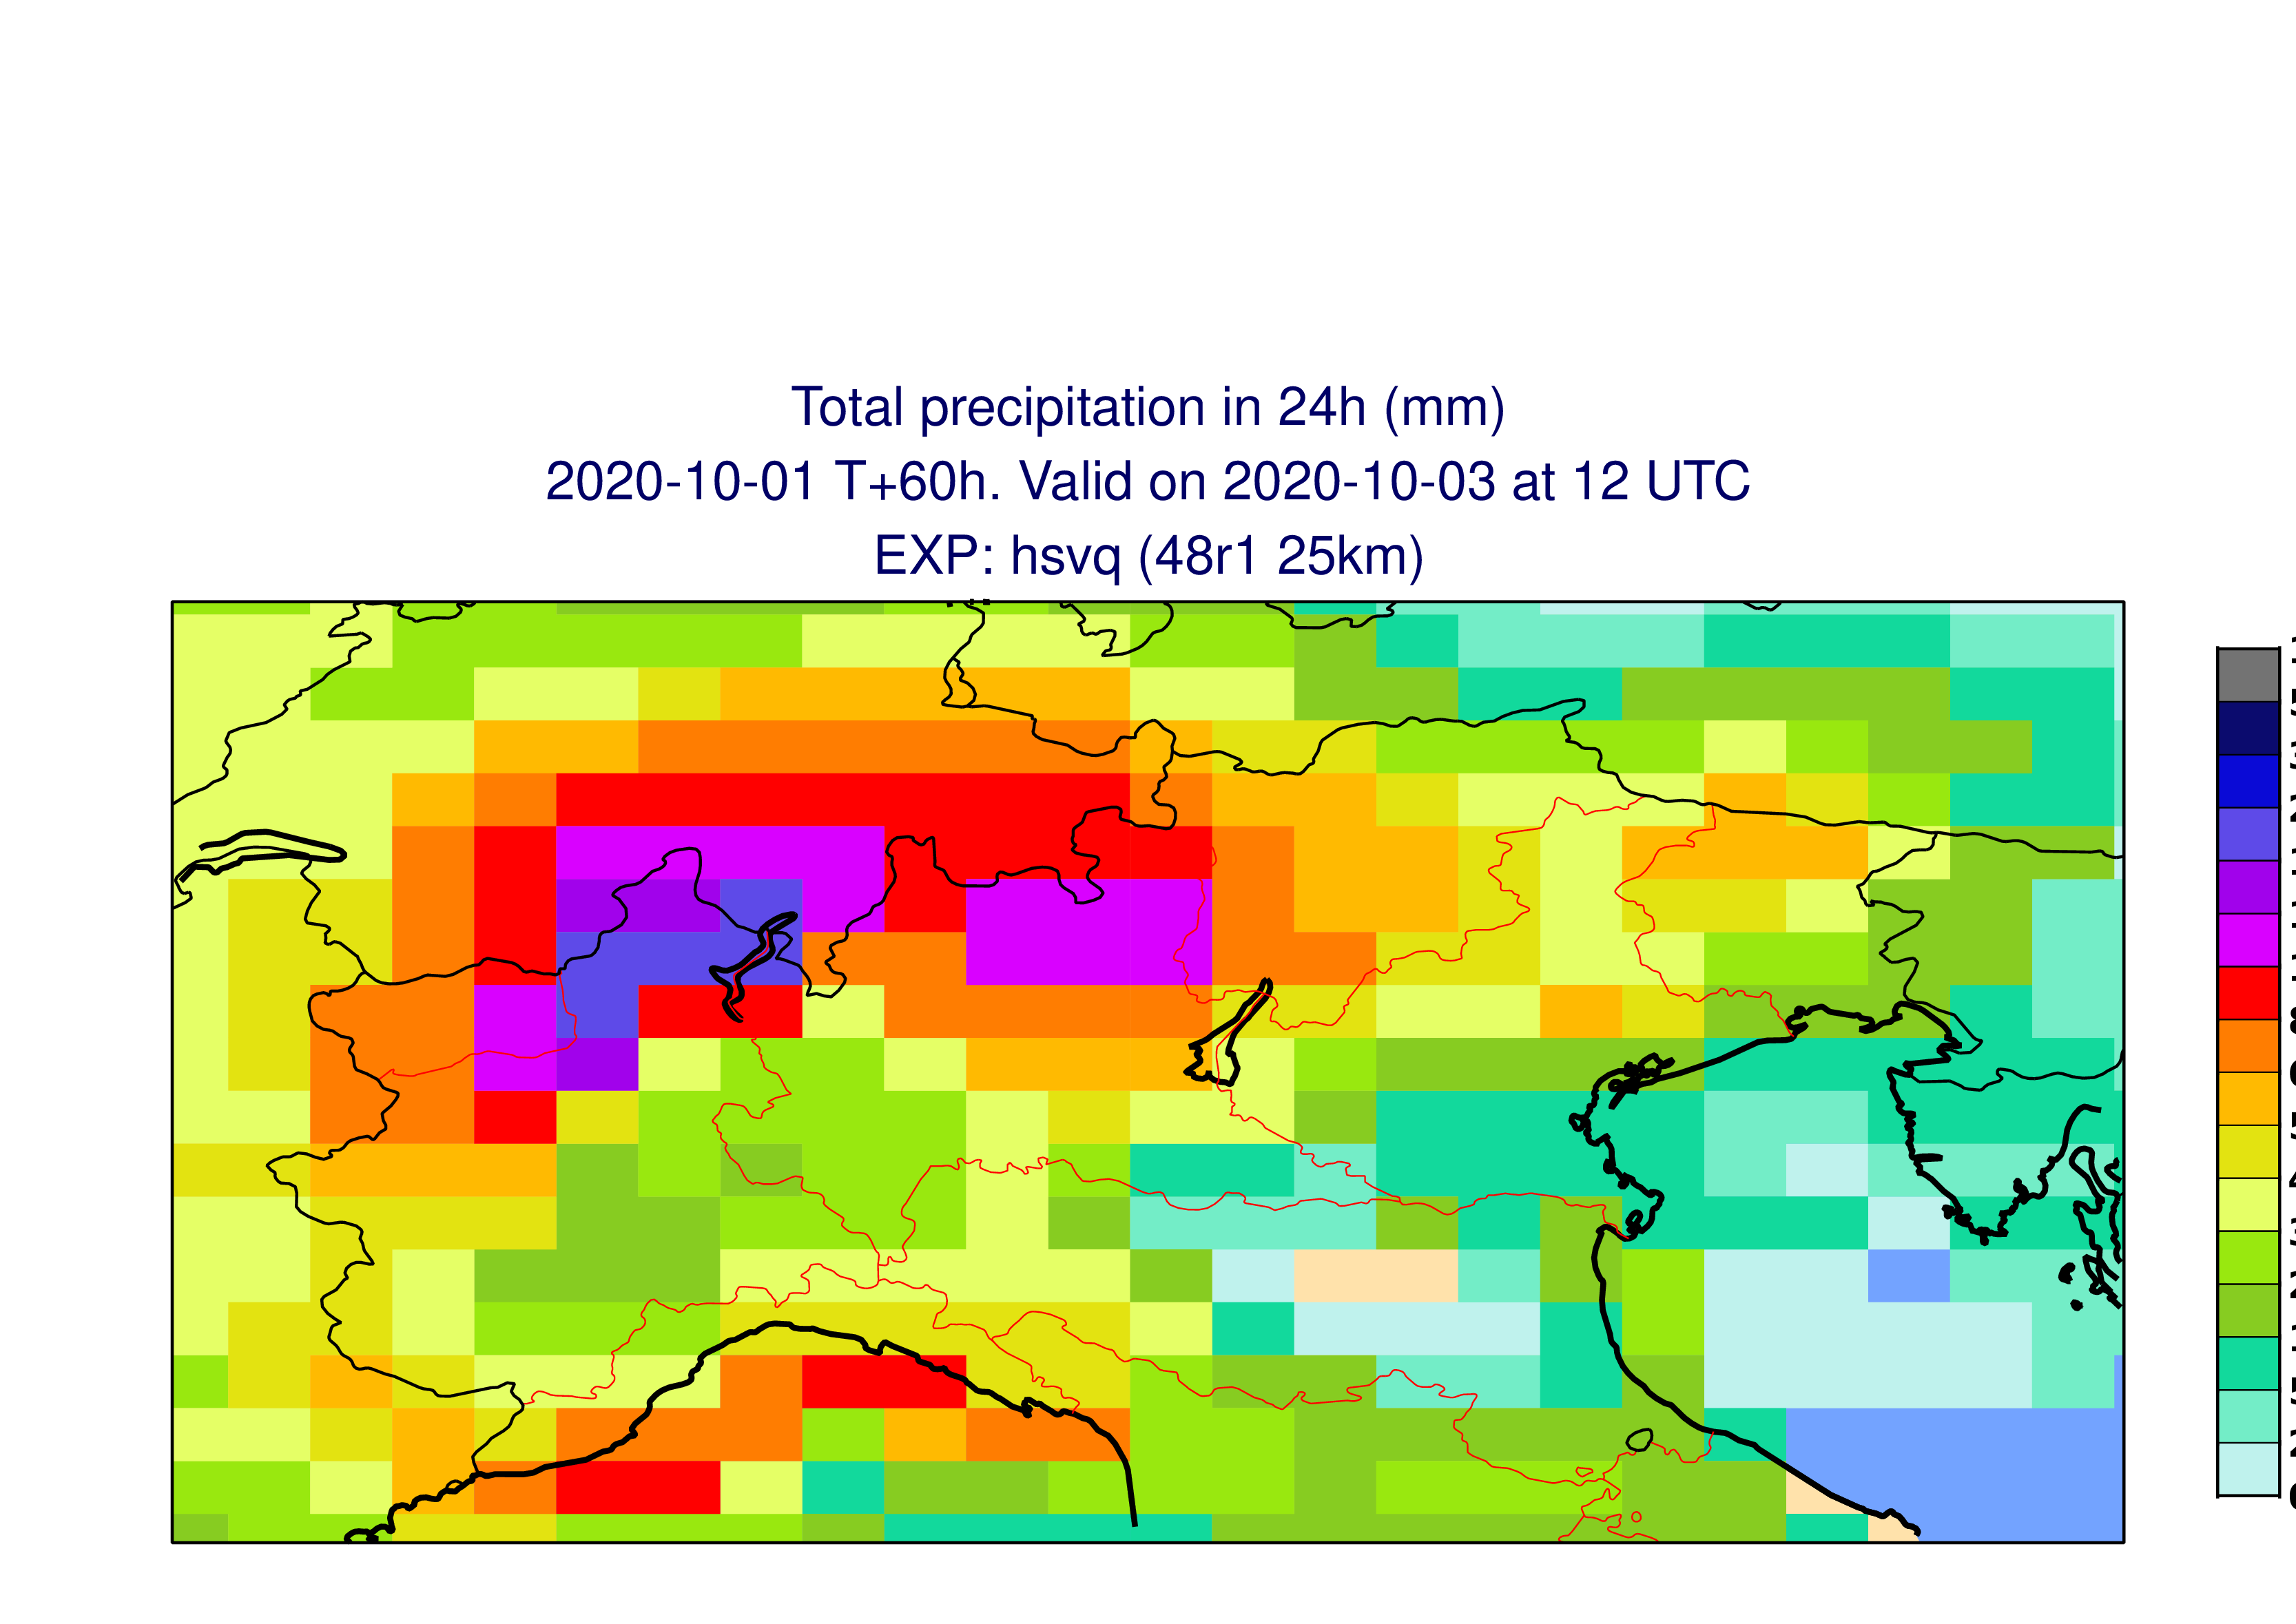 Total precipitation in 24h (mm)
2020-10-01 T+60h. Valid on 2020-10-03 at 12 UTC
EXP: hsvq (48r1 25km)